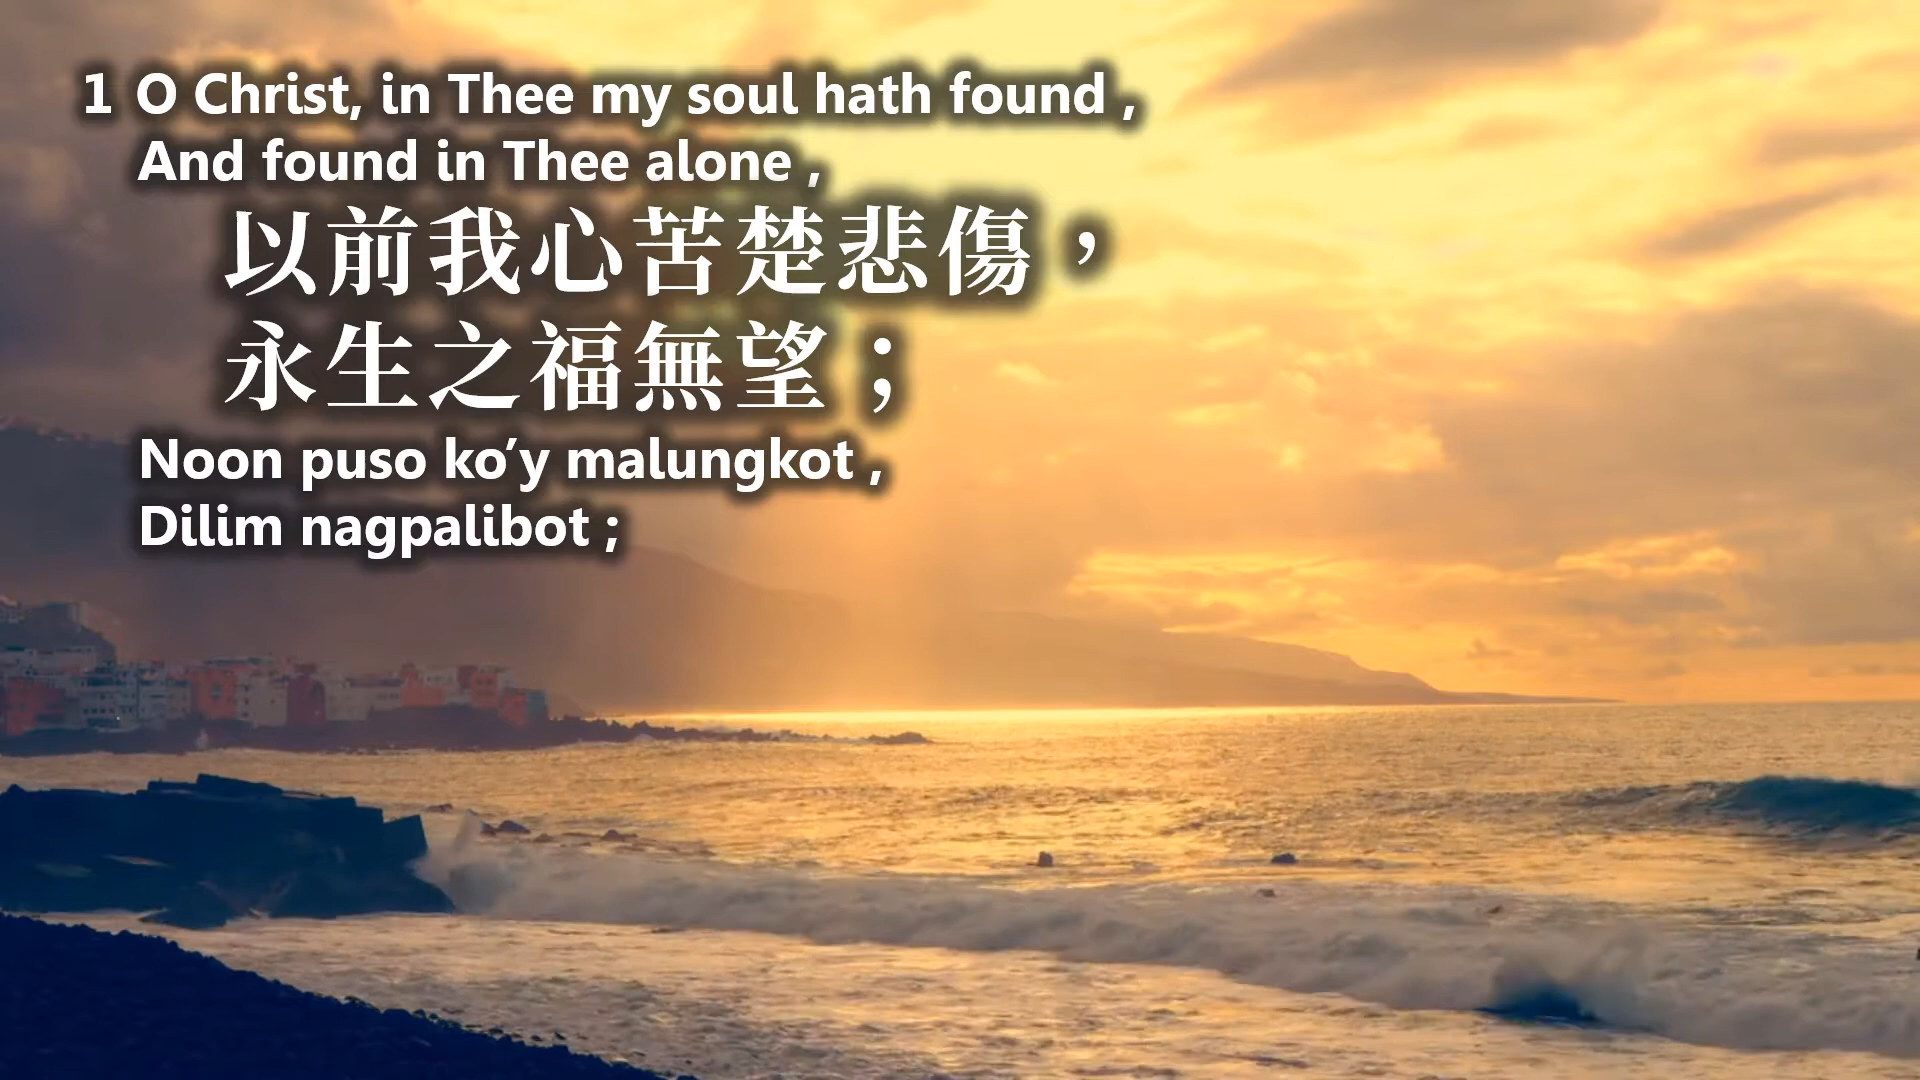 1 O Christ, in Thee my soul hath found ,
And found in Thee alone ,
以前我心苦楚悲傷，
永生之福無望；
Noon puso ko’y malungkot ,
Dilim nagpalibot ;